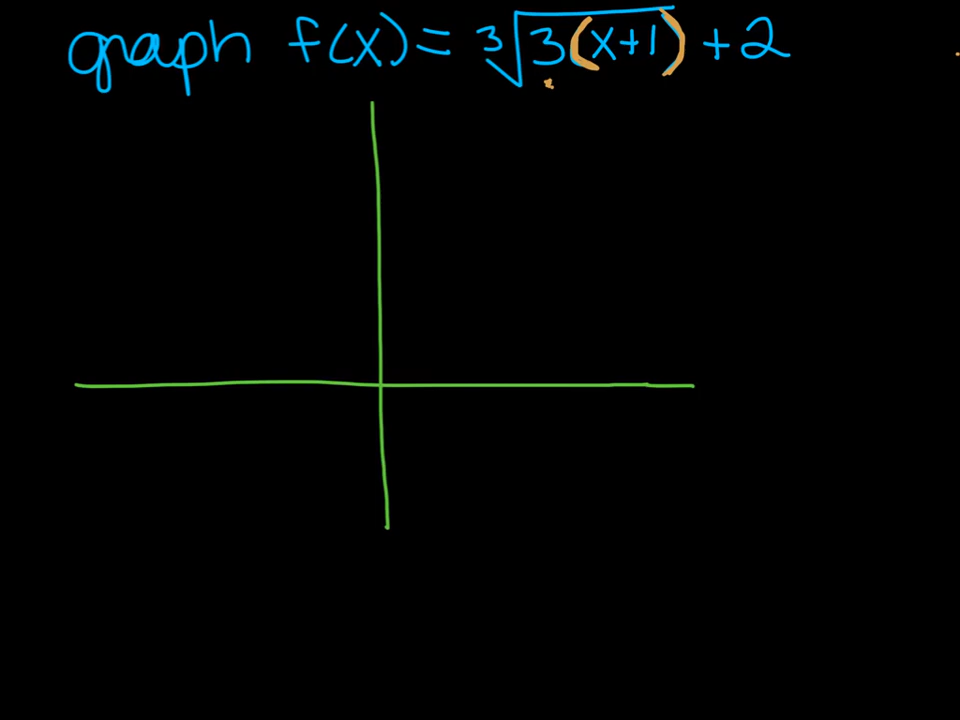 graph f(x) = ∛3(x+1) + 2